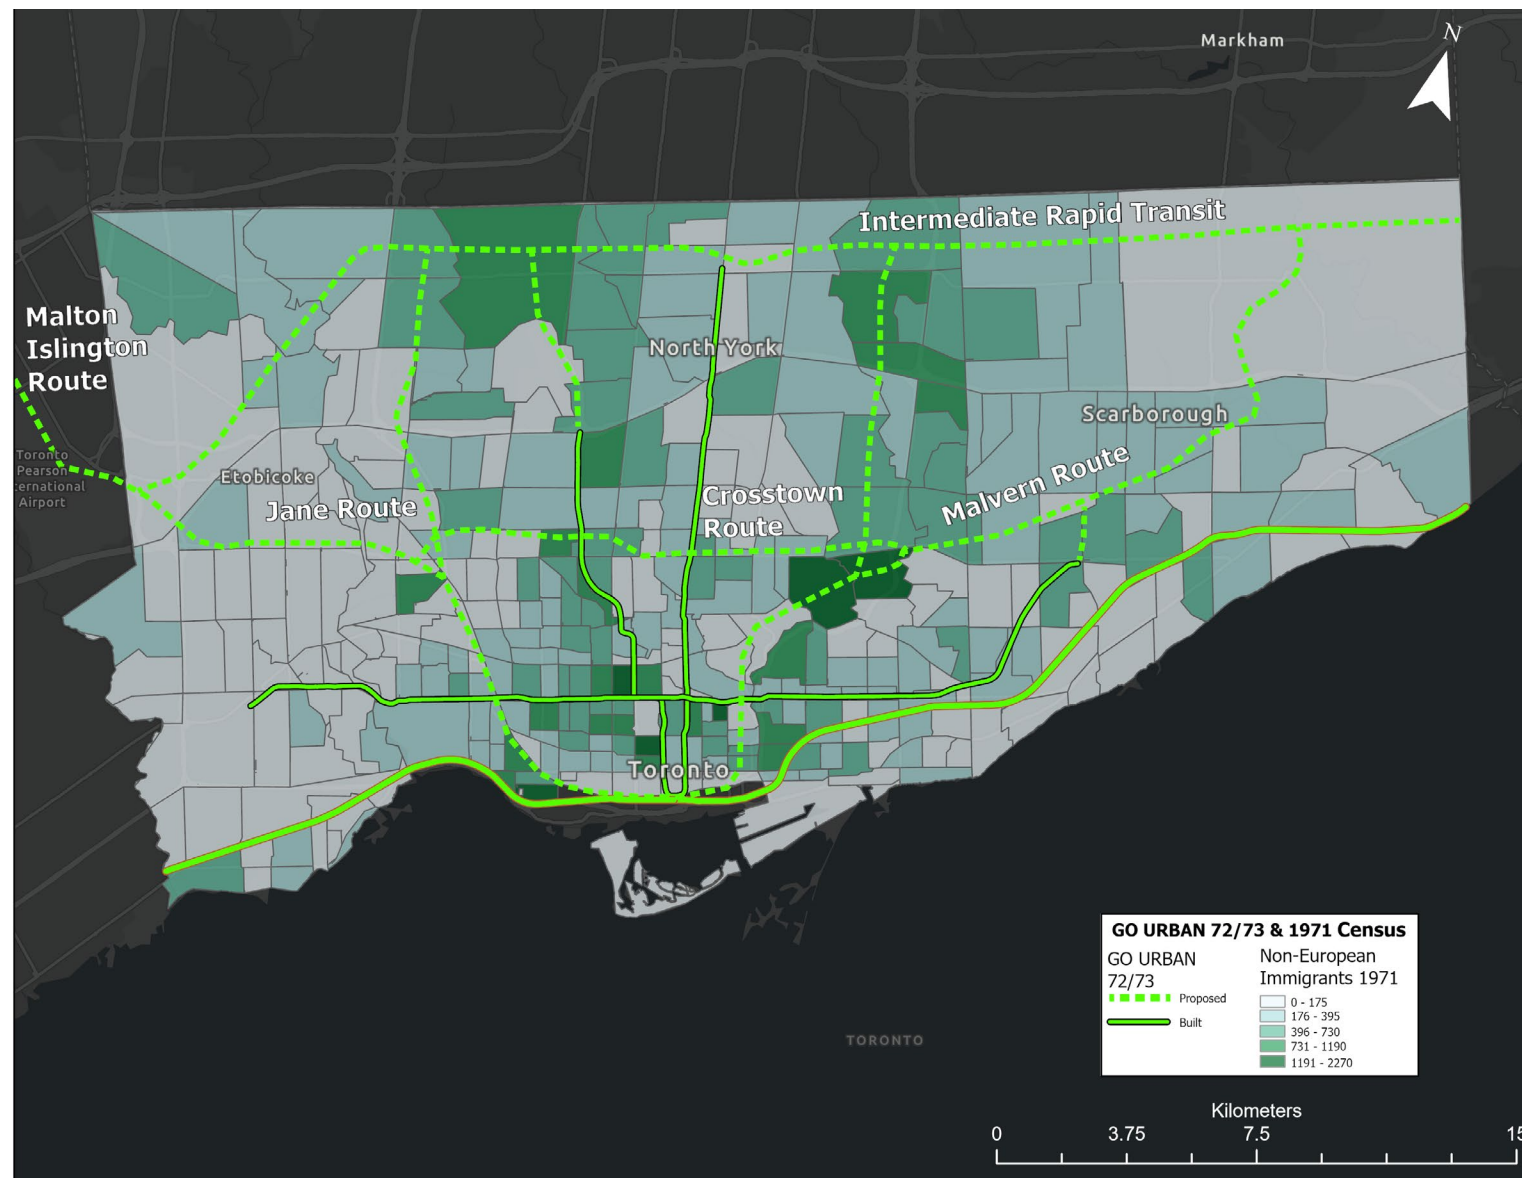 Markham
N
Intermediate Rapid Transit
Malton
Islington
Route
North York
Scarborough
Toronto
Pearson
ternational
Airport
Etobicoke
Jane Route
Crosstown
Route
Malvern Route
Toronto
GO URBAN 72/73 & 1971 Census
GO URBAN
72/73
Proposed
Built
Non-European
Immigrants 1971
0 - 175
176 - 395
396 - 730
731 - 1190
1191 - 2270
TORONTO
Kilometers
0 3.75 7.5 15